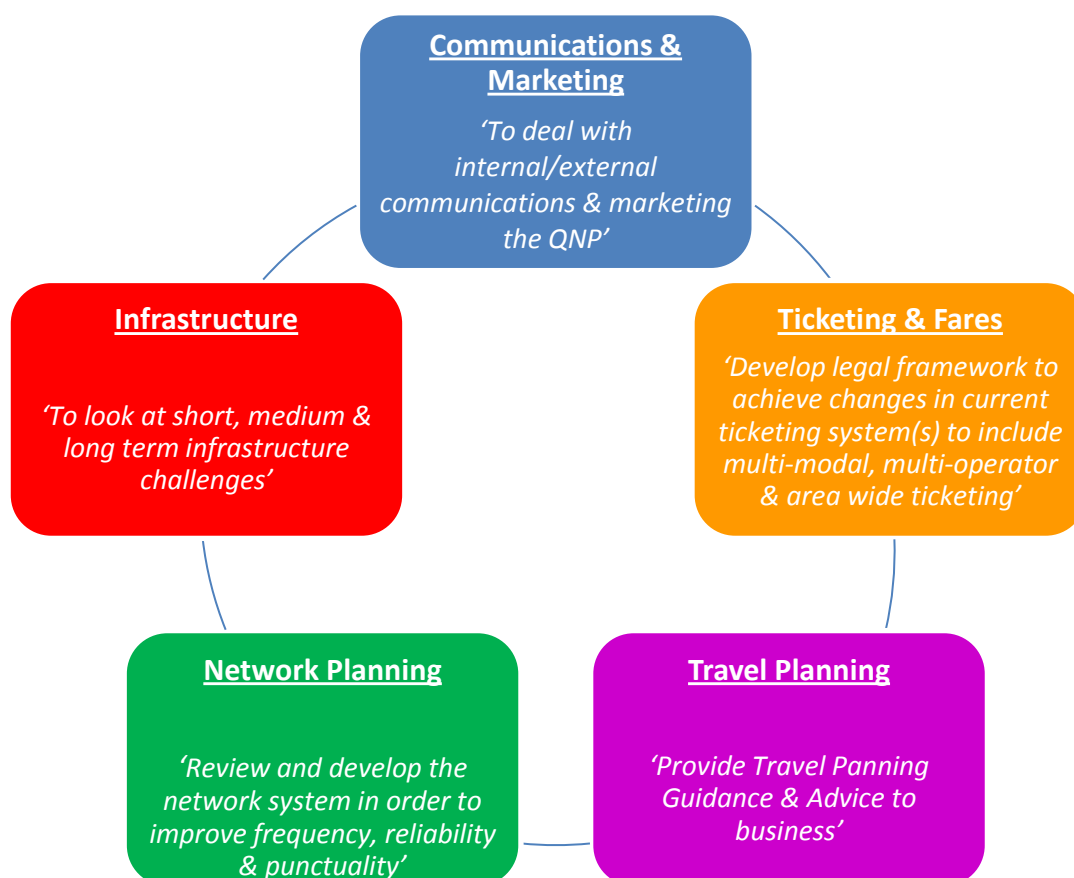 Communications &
Marketing
‘To deal with
internal/external
communications & marketing
the QNP’
Infrastructure
‘To look at short, medium &
long term infrastructure
challenges’
Ticketing & Fares
‘Develop legal framework to
achieve changes in current
ticketing system(s) to include
multi-modal, multi-operator
& area wide ticketing’
Network Planning
‘Review and develop the
network system in order to
improve frequency, reliability
& punctuality’
Travel Planning
‘Provide Travel Panning
Guidance & Advice to
business’